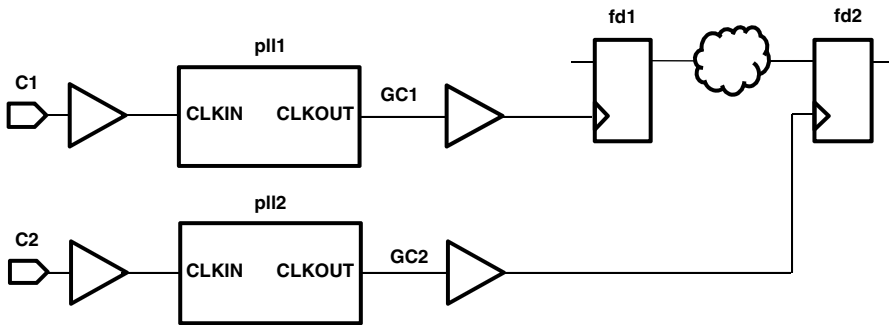 fd1
fd2
pll1
C1
GC1
CLKIN
CLKOUT
pll2
C2
GC2
CLKIN
CLKOUT